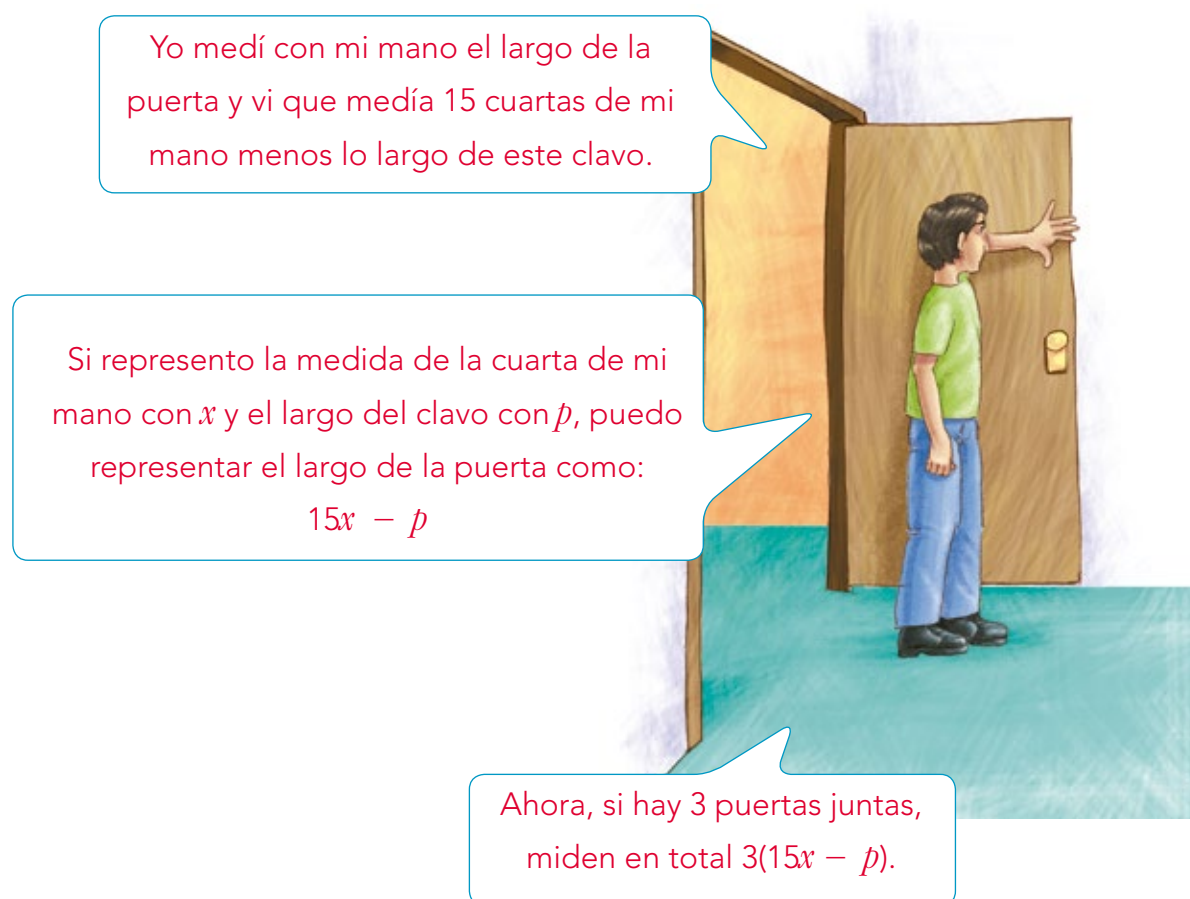 Yo medí con mi mano el largo de la
puerta y vi que medía 15 cuartas de mi
mano menos lo largo de este clavo.
Si represento la medida de la cuarta de mi
mano con x y el largo del clavo con p, puedo
representar el largo de la puerta como:
15x − p
Ahora, si hay 3 puertas juntas,
miden en total 3(15x − p).